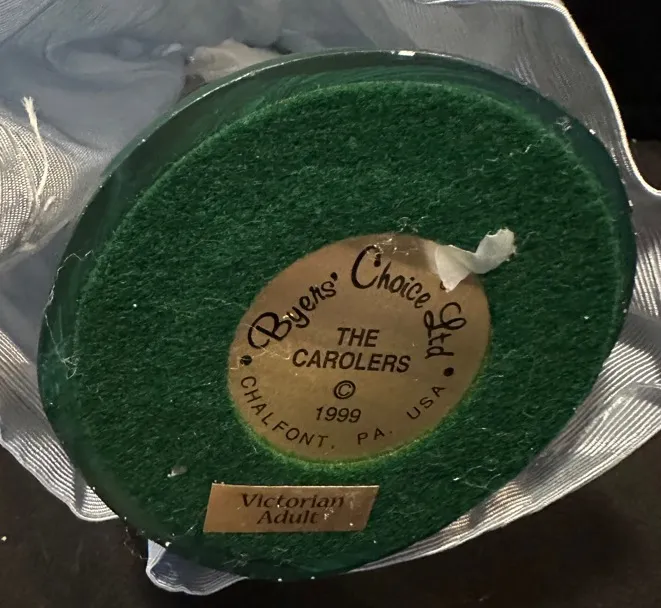 Byers' Choice Ltd
THE
CAROLERS
©
1999
CHALFONT, PA. USA
Victorian
Adult